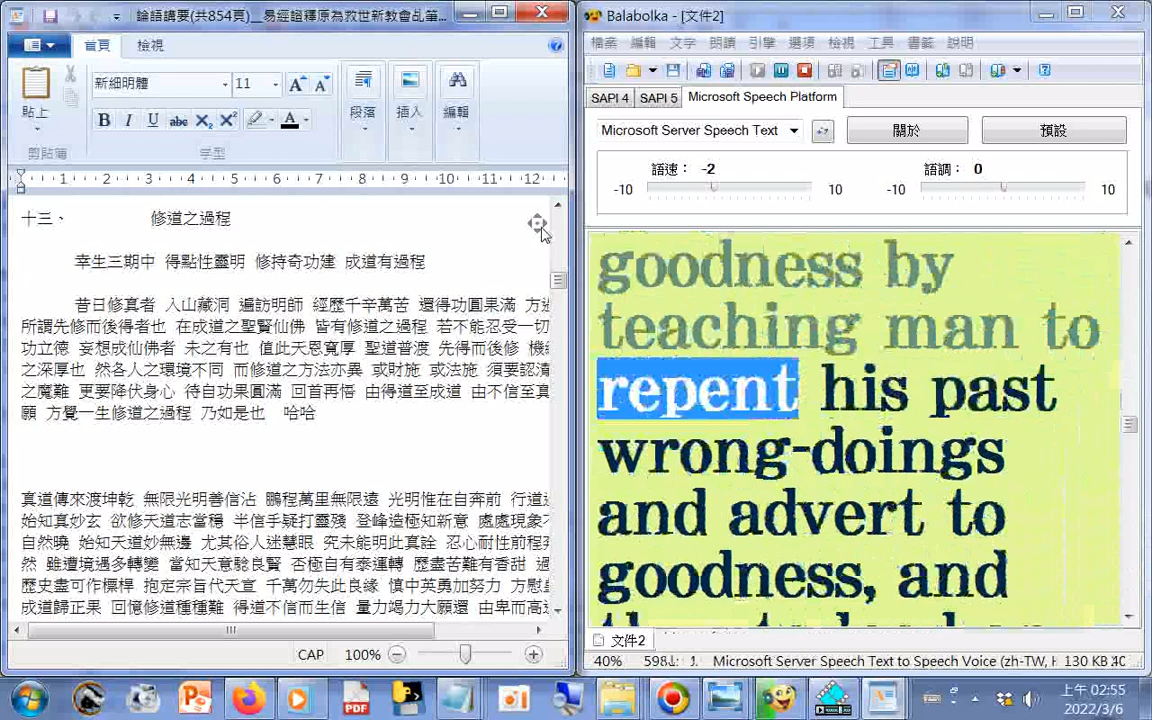 論語講要(共854頁)__易經證釋原為救世新教會乩筆...
首頁
檢視
新細明體
11
貼上
B I U abc X₂ X² A
段落
插入
編輯
剪貼簿
字型
1 2 3 4 5 6 7 8 9 10 11 12
十三、 修道之過程
幸生三期中 得點性靈明 修持奇功建 成道有過程
昔日修真者 入山藏洞 遍訪明師 經歷千辛萬苦 還得功圓果滿 方
所謂先修而後得者也 在成道之聖賢仙佛 皆有修道之過程 若不能忍受一切
功立德 妄想成仙佛者 未之有也 值此天恩寬厚 聖道普渡 先得而後修 機
之深厚也 然各人之環境不同 而修道之方法亦異 或財施 或法施 須要認清
之魔難 更要降伏身心 待自功果圓滿 回首再悟 由得道至成道 由不信至真
願 方覺一生修道之過程 乃如是也 哈哈
真道傳來渡坤乾 無限光明善信沾 鵬程萬里無限遠 光明惟在自奔前 行道
始知真妙玄 欲修天道志當穩 半信半疑打靈殘 登峰造極知新意 處處現象
自然曉 始知天道妙無邊 尤其俗人迷慧眼 究未能明此真詮 忍心耐性前程
然 雖遭境遇多轉變 當知天意驗良賢 否極自有泰運轉 歷盡苦難有香甜
歷史盡可作標桿 抱定宗旨代天宣 千萬勿失此良緣 慎中英勇加努力 方慰
成道歸正果 回憶修道種種難 得道不信而生信 量力竭力大願還 由卑而高
CAP 100%
Balabolka - [文件2]
檔案 編輯 文字 朗讀 引擎 選項 檢視 工具 書籤 說明
SAPI 4 SAPI 5 Microsoft Speech Platform
Microsoft Server Speech Text
關於
預設
語速： -2
-10 10
語調： 0
-10 10
goodness by
teaching man to
repent his past
wrong-doings
and advert to
goodness, and
文件2
40% Microsoft Server Speech Text to Speech Voice (zh-TW, H 130 KB
上午 02:55
2022/3/6